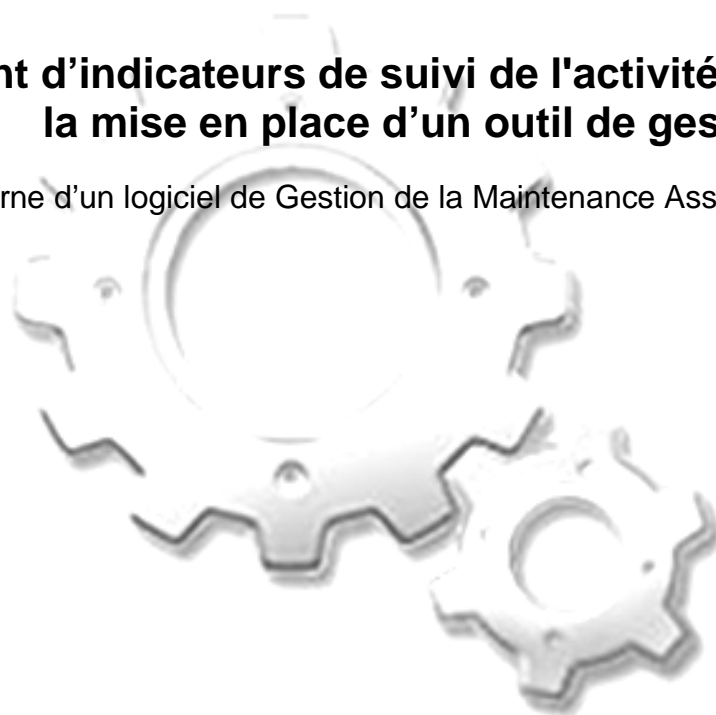 nt d’indicateurs de suivi de l'activité
la mise en place d’un outil de ges
rne d’un logiciel de Gestion de la Maintenance Ass